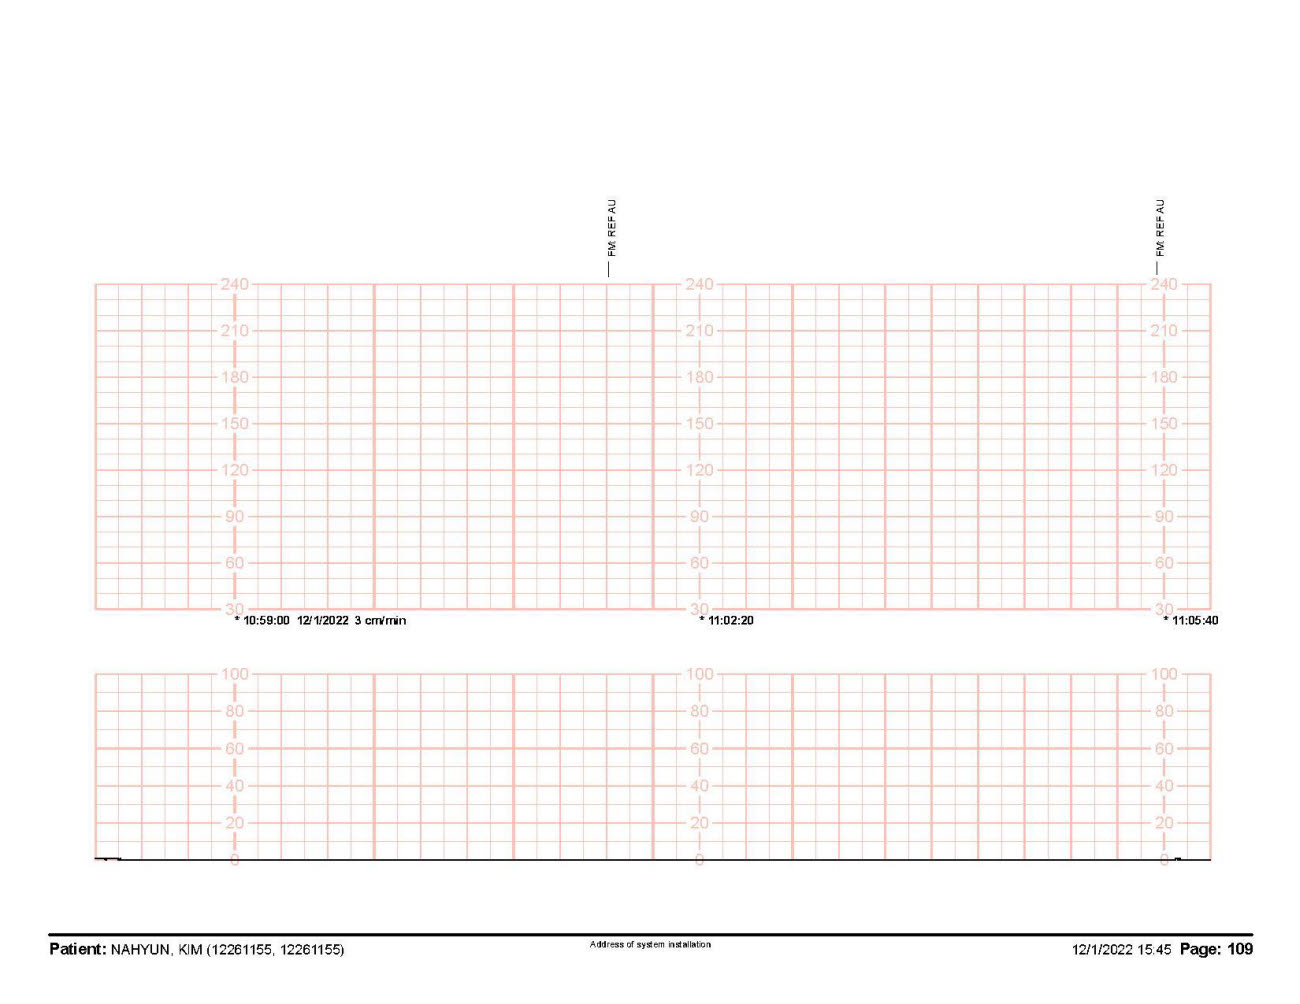 FM: REF AU FM: REF AU
240 240 240
210 210 210
180 180 180
150 150 150
120 120 120
90 90 90
60 60 60
30 30 30
* 10:59:00 12/1/2022 3 cm/min * 11:02:20 * 11:05:40
100 100 100
80 80 80
60 60 60
40 40 40
20 20 20
0 0 0
Patient: NAHYUN, KIM (12261155, 12261155) Address of system installation 12/1/2022 15:45 Page: 109